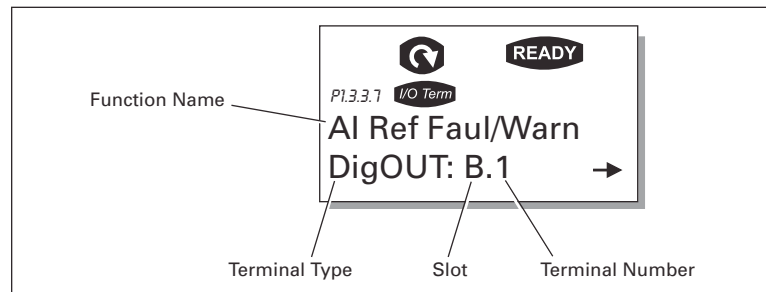 READY
P1.3.3.7 I/O Term
Function Name
AI Ref Faul/Warn
DigOUT: B.1
Terminal Type Slot Terminal Number